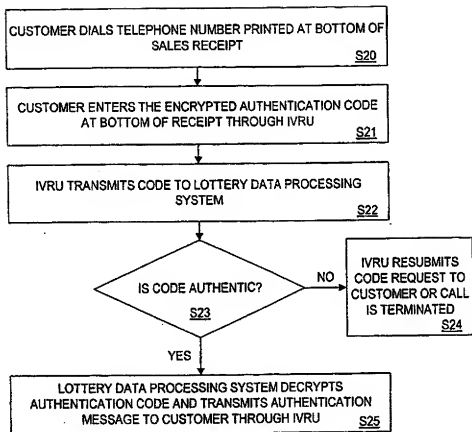 CUSTOMER DIALS TELEPHONE NUMBER PRINTED AT BOTTOM OF
SALES RECEIPT
S20
CUSTOMER ENTERS THE ENCRYPTED AUTHENTICATION CODE
AT BOTTOM OF RECEIPT THROUGH IVRU
S21
IVRU TRANSMITS CODE TO LOTTERY DATA PROCESSING
SYSTEM
S22
IS CODE AUTHENTIC?
S23
NO
IVRU RESUBMITS
CODE REQUEST TO
CUSTOMER OR CALL
IS TERMINATED
S24
YES
LOTTERY DATA PROCESSING SYSTEM DECRYPTS
AUTHENTICATION CODE AND TRANSMITS AUTHENTICATION
MESSAGE TO CUSTOMER THROUGH IVRU
S25